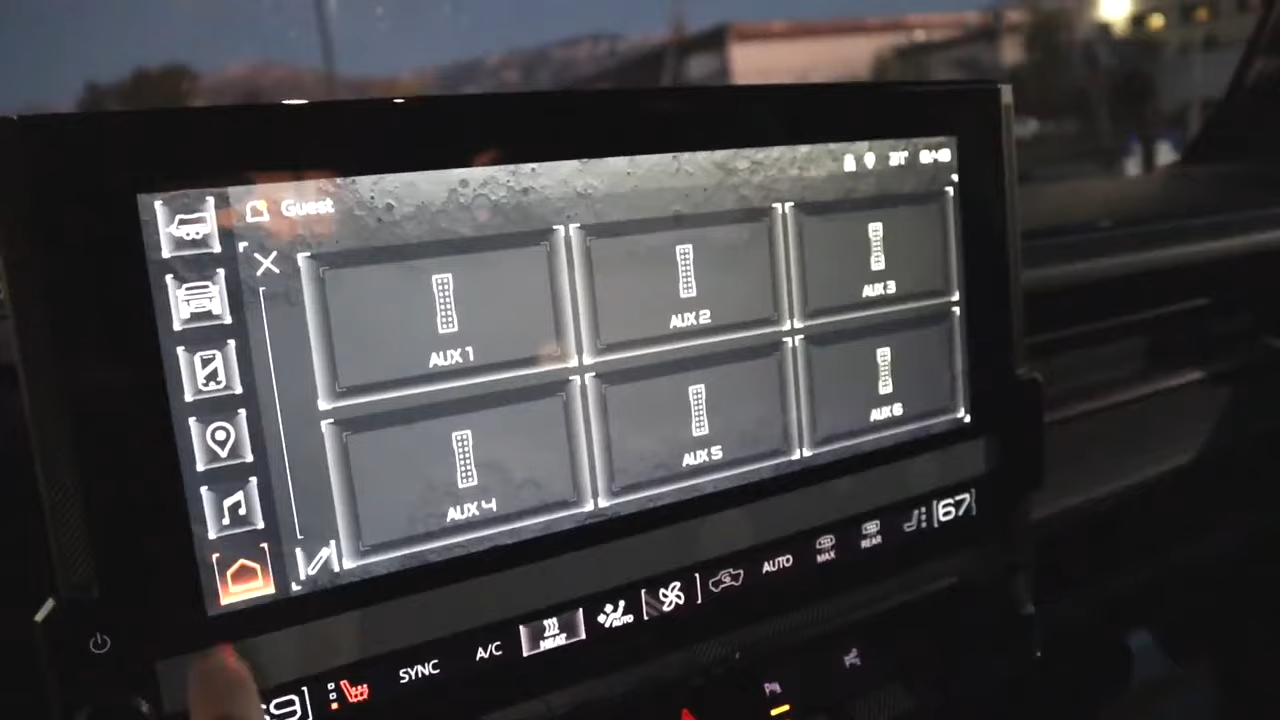 Guest
AUX 1
AUX 2
AUX 3
AUX 4
AUX 5
AUX 6
SYNC
A/C
HEAT
AUTO
AUTO
MAX
REAR
67